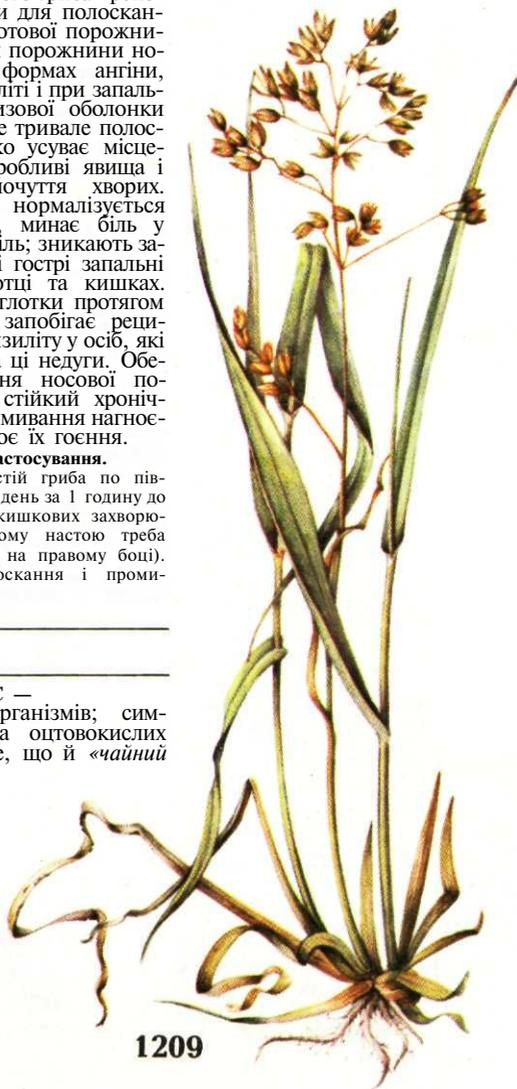 и для полоскан-
отової порожни-
порожнини но-
формах ангіни,
літі і при запаль-
изової оболонки
е тривале полос-
ко усуває місце-
робливі явища і
почуття хворих.
нормалізується
, минає біль у
іль; зникають за-
і гострі запальні
ртці та кишках.
глотки протягом
запобігає реци-
зиліту у осіб, які
а ці недуги. Обе-
ня носової по-
стійкий хроніч-
мивання нагноє-
ює їх гоєння.
астосування.
стій гриба по пів-
день за 1 годину до
кишкових захворю-
ому настою треба
на правому боці).
оскання і проми-
С —
рганізмів; сим-
а оцтовокислих
е, що й «чайний
1209